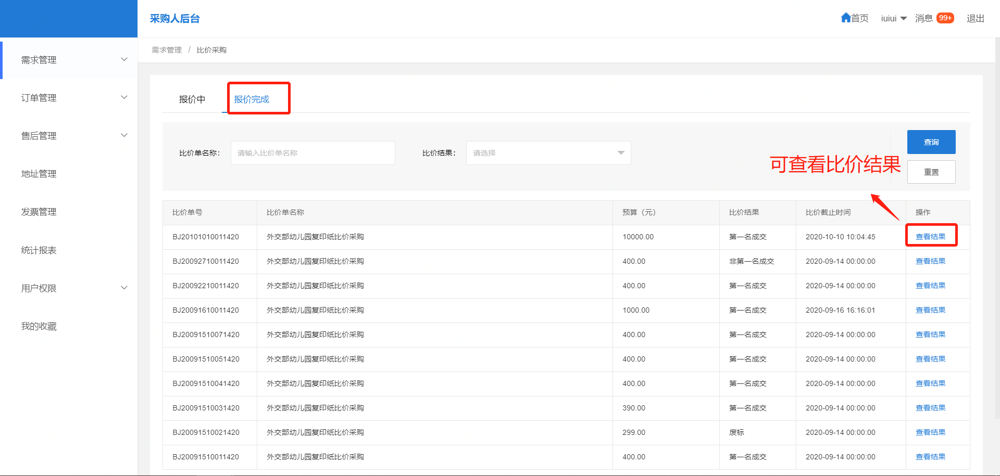 采购人后台
首页 iuiui 消息 99+ 退出
需求管理 / 比价采购
需求管理
订单管理
售后管理
地址管理
发票管理
统计报表
用户权限
我的收藏
报价中 报价完成
比价单名称： 请输入比价单名称 比价结果： 请选择 查询
可查看比价结果
重置
比价单号 比价单名称 预算（元） 比价结果 比价截止时间 操作
BJ20101010011420 外交部幼儿园复印纸比价采购 10000.00 第一名成交 2020-10-10 10:04:45 查看结果
BJ20092710011420 外交部幼儿园复印纸比价采购 400.00 非第一名成交 2020-09-14 00:00:00 查看结果
BJ20092210011420 外交部幼儿园复印纸比价采购 400.00 第一名成交 2020-09-14 00:00:00 查看结果
BJ20091610011420 外交部幼儿园复印纸比价采购 1000.00 第一名成交 2020-09-16 16:16:01 查看结果
BJ20091510071420 外交部幼儿园复印纸比价采购 400.00 第一名成交 2020-09-14 00:00:00 查看结果
BJ20091510051420 外交部幼儿园复印纸比价采购 400.00 第一名成交 2020-09-14 00:00:00 查看结果
BJ20091510041420 外交部幼儿园复印纸比价采购 400.00 第一名成交 2020-09-14 00:00:00 查看结果
BJ20091510031420 外交部幼儿园复印纸比价采购 390.00 第一名成交 2020-09-14 00:00:00 查看结果
BJ20091510021420 外交部幼儿园复印纸比价采购 299.00 废标 2020-09-14 00:00:00 查看结果
BJ20091510011420 外交部幼儿园复印纸比价采购 400.00 第一名成交 2020-09-14 00:00:00 查看结果